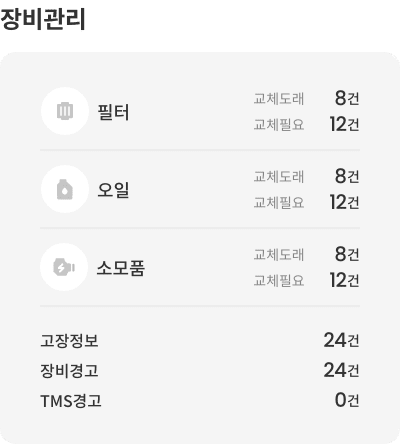 장비관리
필터
교체도래 8건
교체필요 12건
오일
교체도래 8건
교체필요 12건
소모품
교체도래 8건
교체필요 12건
고장정보 24건
장비경고 24건
TMS경고 0건